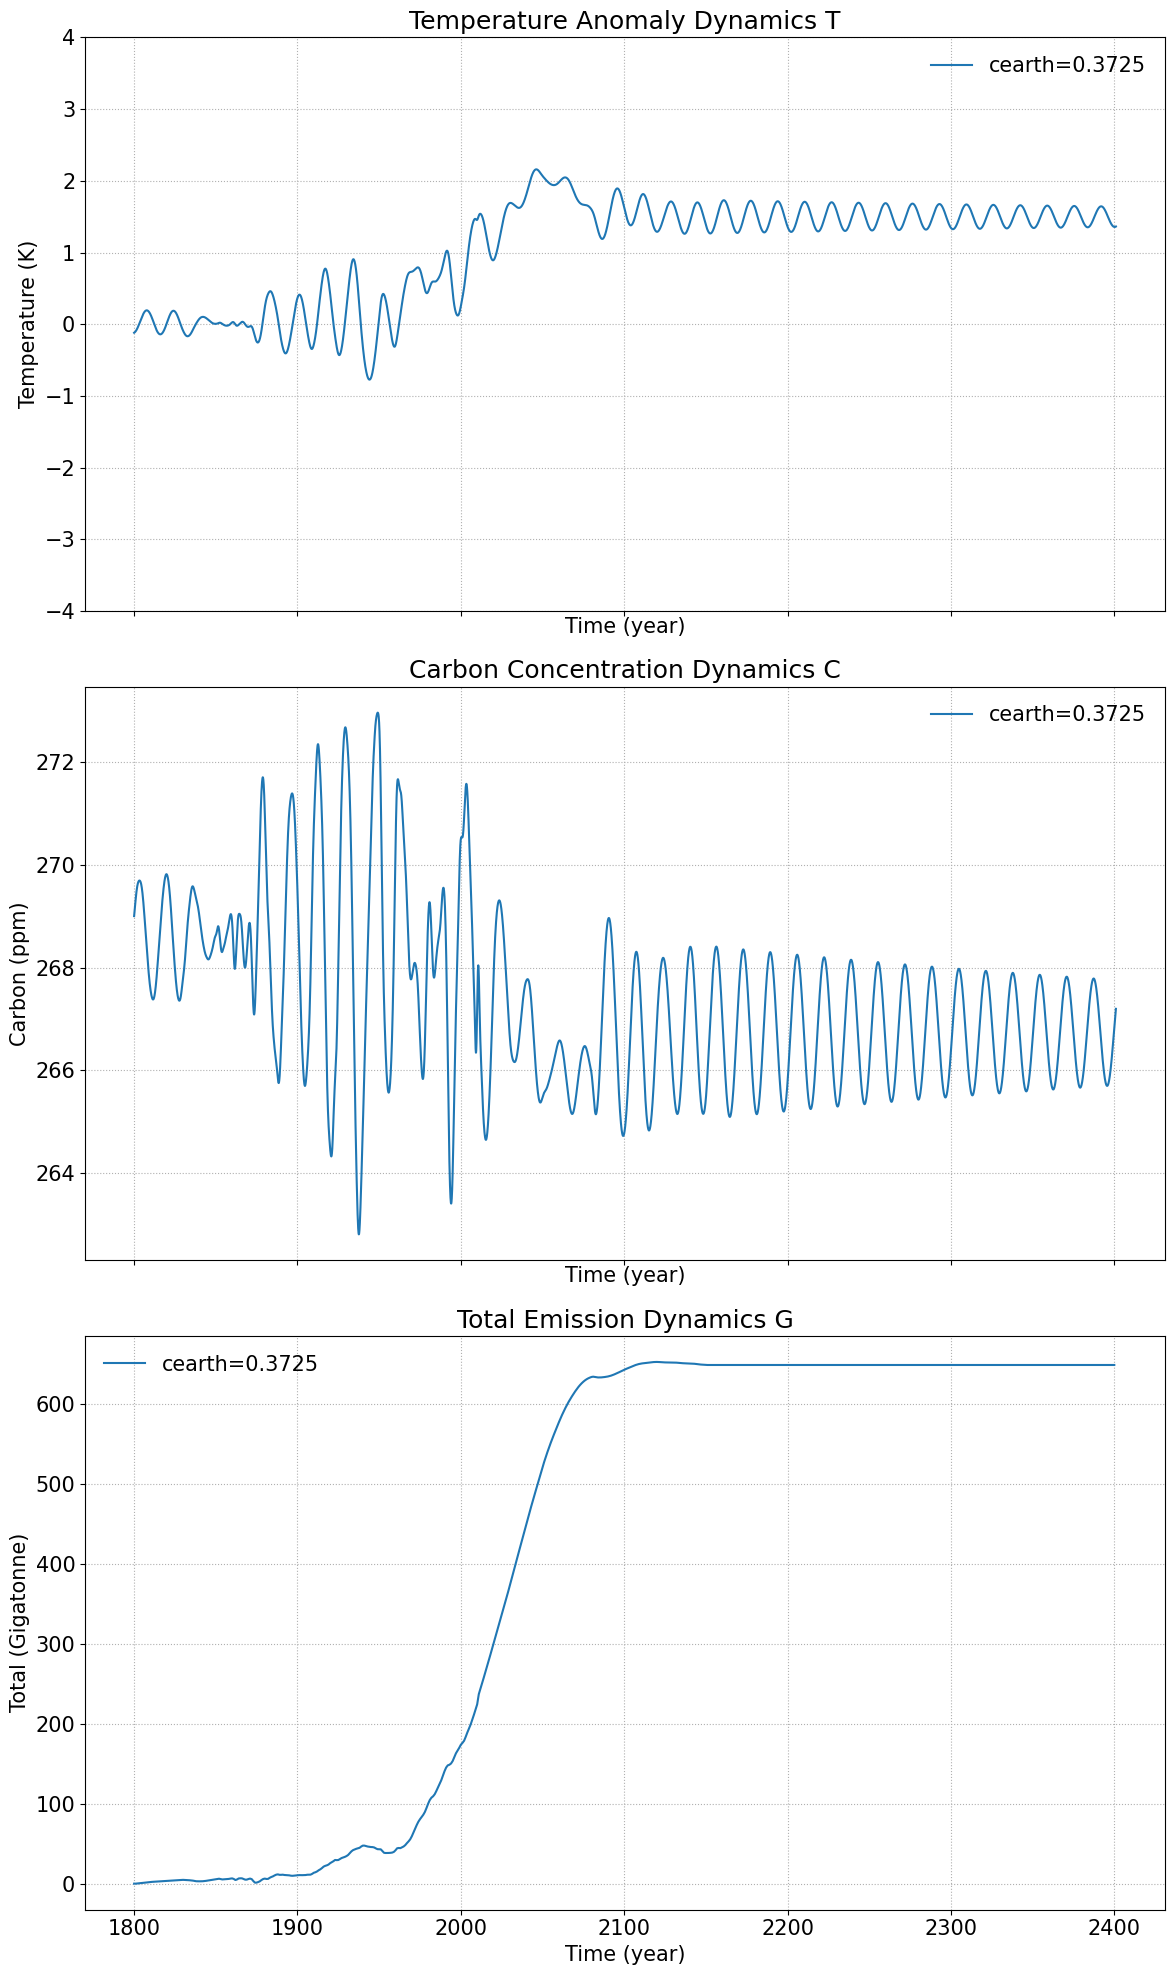 Temperature Anomaly Dynamics T
cearth=0.3725
4
3
2
1
0
−1
−2
−3
−4
Temperature (K)
Time (year)
Carbon Concentration Dynamics C
cearth=0.3725
272
270
268
266
264
Carbon (ppm)
Time (year)
Total Emission Dynamics G
cearth=0.3725
600
500
400
300
200
100
0
Total (Gigatonne)
1800 1900 2000 2100 2200 2300 2400
Time (year)